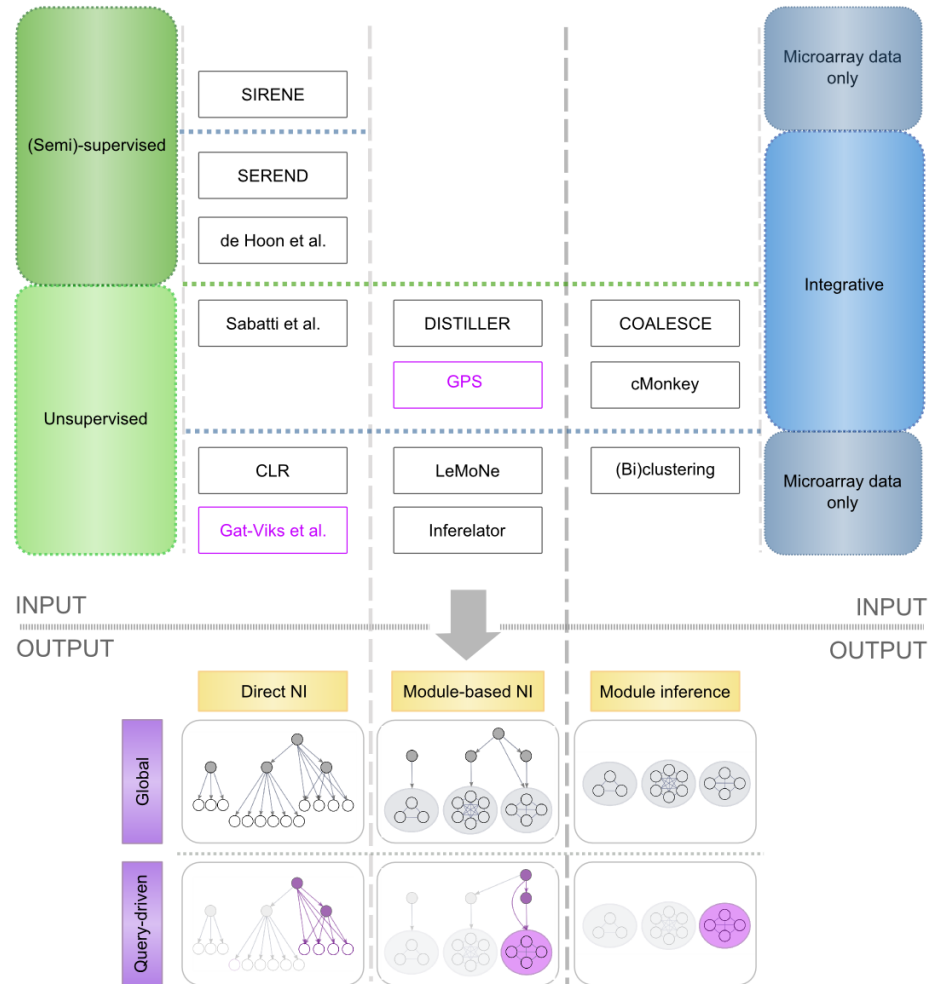 Microarray data
only
SIRENE
(Semi)-supervised
SEREND
de Hoon et al.
Integrative
Sabatti et al.
DISTILLER
COALESCE
GPS
cMonkey
Unsupervised
CLR
LeMoNe
(Bi)clustering
Microarray data
only
Gat-Viks et al.
Inferelator
INPUT
INPUT
OUTPUT
OUTPUT
Direct NI
Module-based NI
Module inference
Global
Query-driven